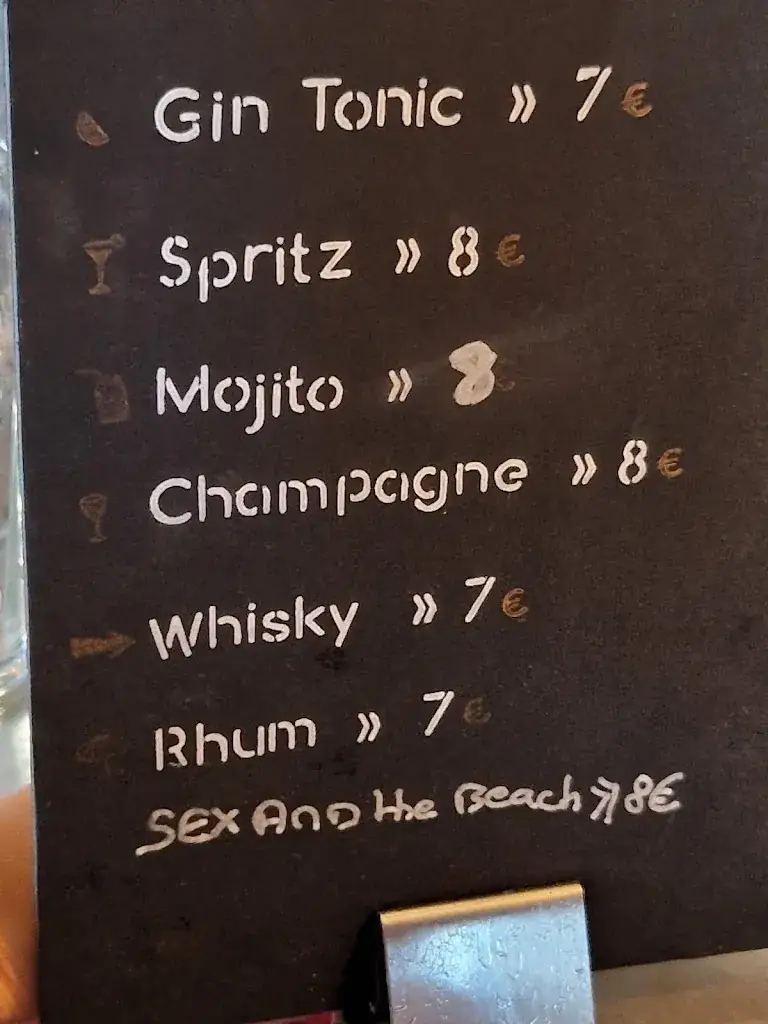 Gin Tonic » 7€
Spritz » 8€
Mojito » 8€
Champagne » 8€
Whisky » 7€
Rhum » 7€
SEX AnD the Beach » 8€